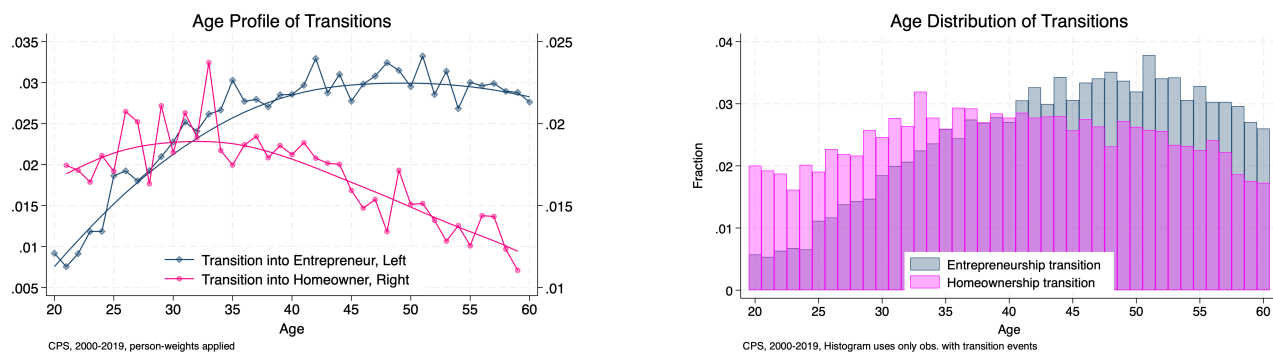 Age Profile of Transitions
.035
.03
.025
.02
.015
.01
.005
.025
.02
.015
.01
Transition into Entrepreneur, Left
Transition into Homeowner, Right
20 25 30 35 40 45 50 55 60
Age
CPS, 2000-2019, person-weights applied
Age Distribution of Transitions
.04
.03
.02
.01
0
Fraction
Entrepreneurship transition
Homeownership transition
20 25 30 35 40 45 50 55 60
Age
CPS, 2000-2019, Histogram uses only obs. with transition events